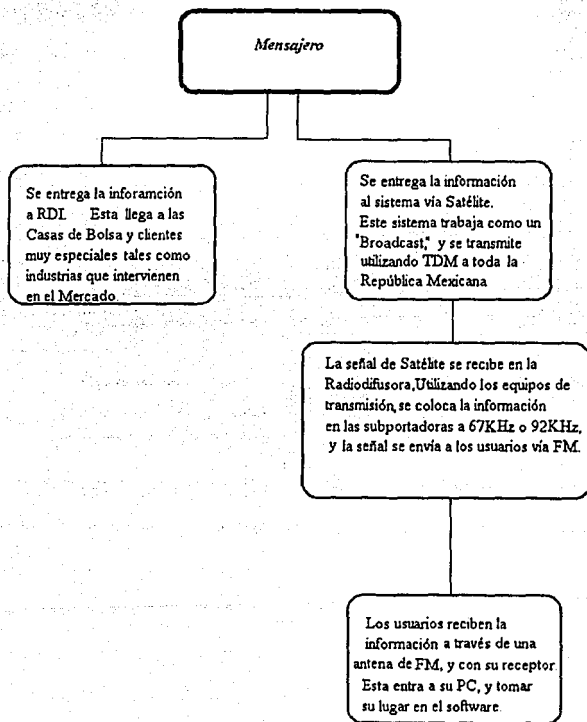 Mensajero
Se entrega la inforamción
a RDI. Esta llega a las
Casas de Bolsa y clientes
muy especiales tales como
industrias que intervienen
en el Mercado.
Se entrega la información
al sistema vía Satélite.
Este sistema trabaja como un
"Broadcast," y se transmite
utilizando TDM a toda la
República Mexicana
La señal de Satélite se recibe en la
Radiodifusora,Utilizando los equipos de
transmisión, se coloca la información
en las subportadoras a 67KHz o 92KHz,
y la señal se envía a los usuarios vía FM.
Los usuarios reciben la
información a través de una
antena de FM, y con su receptor.
Esta entra a su PC, y tomar
su lugar en el software.